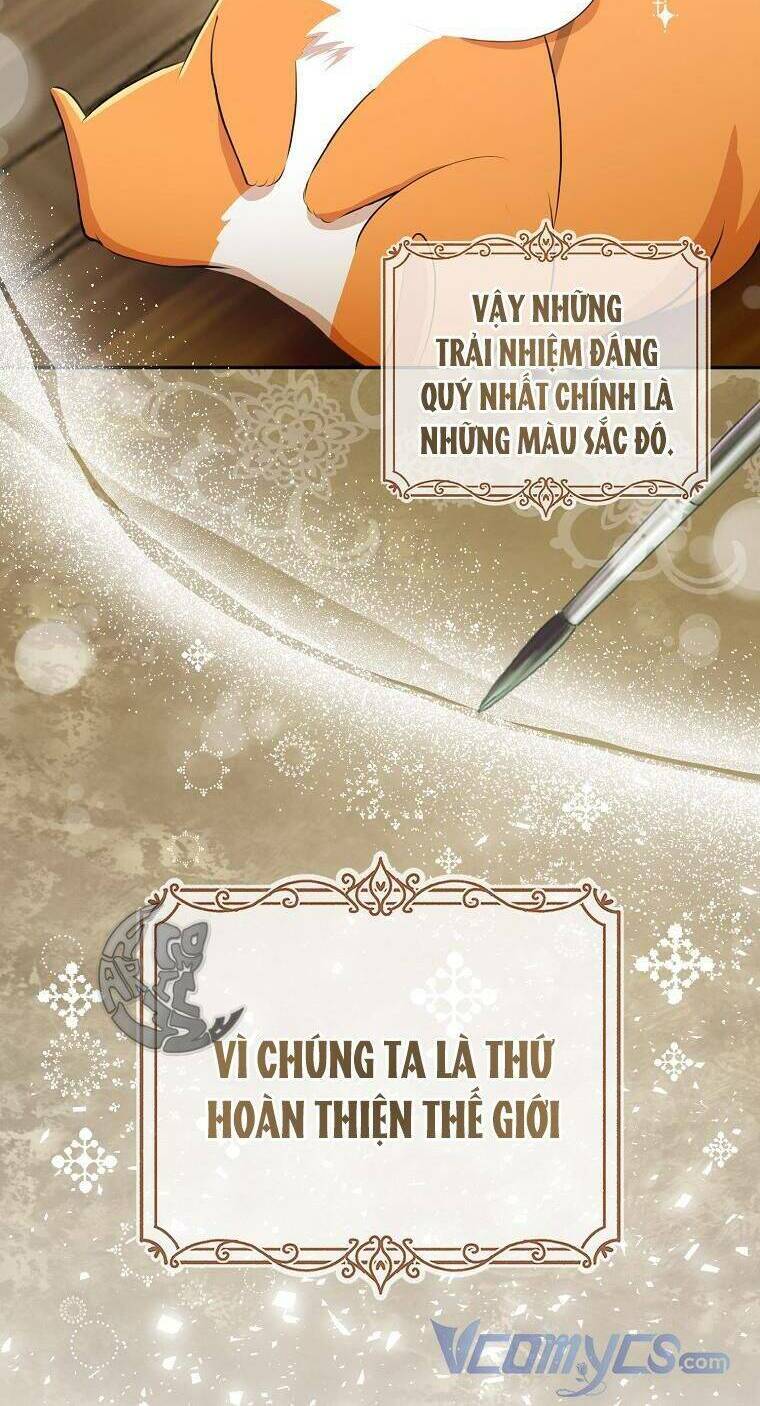 VẬY NHỮNG
TRẢI NHIỆM ĐÁNG
QUÝ NHẤT CHÍNH LÀ
NHỮNG MÀU SẮC ĐÓ.
VÌ CHÚNG TA LÀ THỨ
HOÀN THIỆN THẾ GIỚI
Vcomycs.com